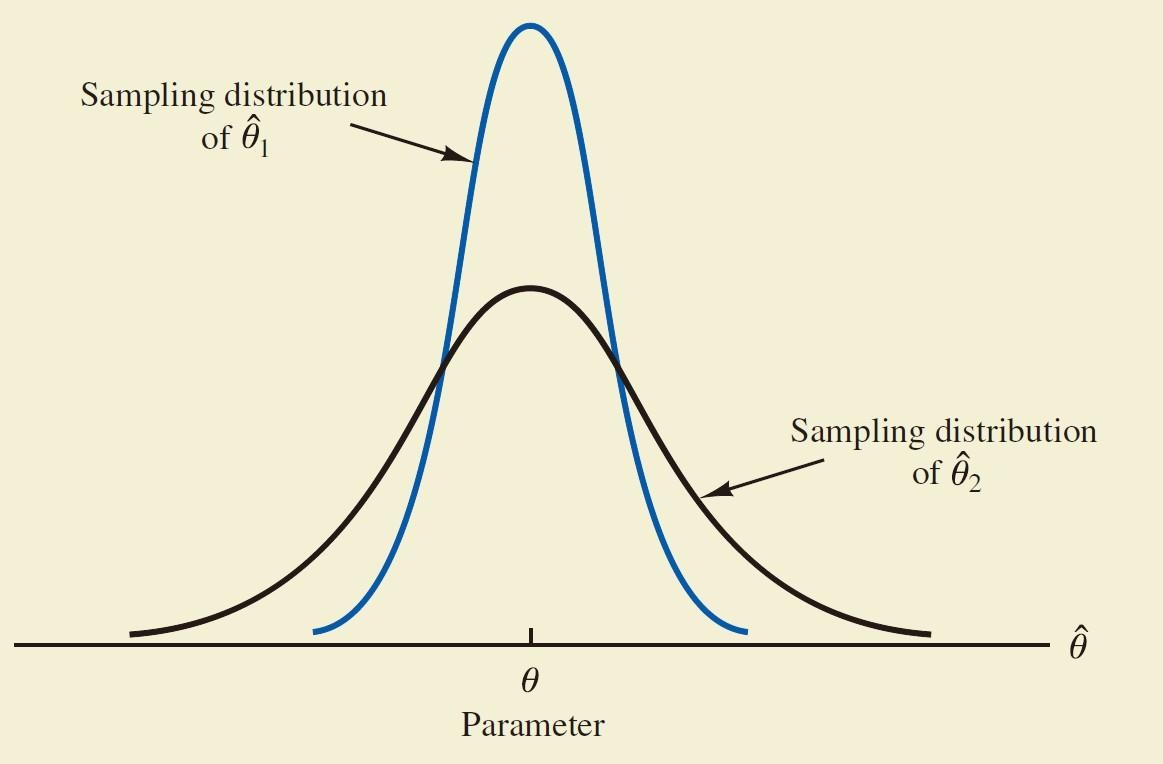 Sampling distribution
of θ̂₁
Sampling distribution
of θ̂₂
θ̂
θ
Parameter